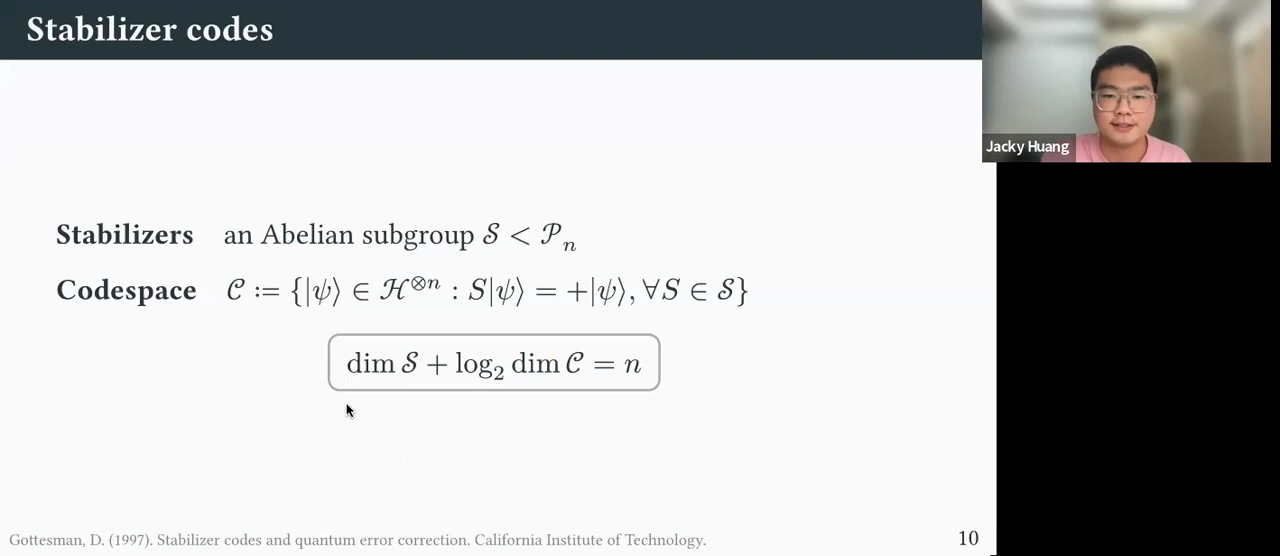 Stabilizer codes
Jacky Huang
Stabilizers an Abelian subgroup 𝒮 < 𝒫ₙ
Codespace 𝒞 := {|ψ⟩ ∈ ℋ^⊗n : S|ψ⟩ = +|ψ⟩, ∀S ∈ 𝒮}
dim 𝒮 + log₂ dim 𝒞 = n
Gottesman, D. (1997). Stabilizer codes and quantum error correction. California Institute of Technology.
10